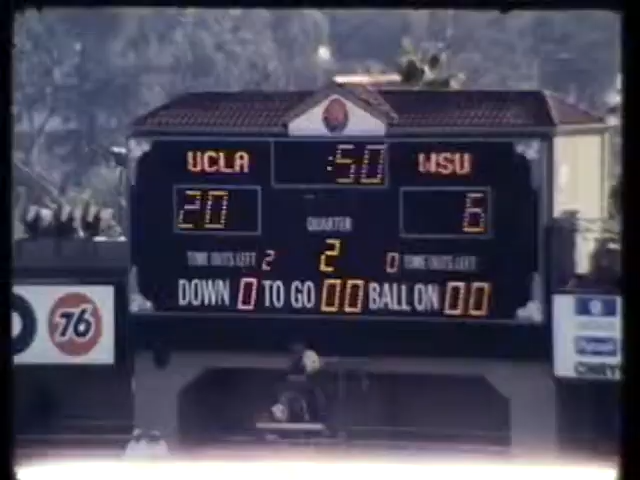 UCLA :50 WSU
20 6
QUARTER
TIME OUTS LEFT 2 2 0 TIME OUTS LEFT
DOWN 0 TO GO 00 BALL ON 00
76